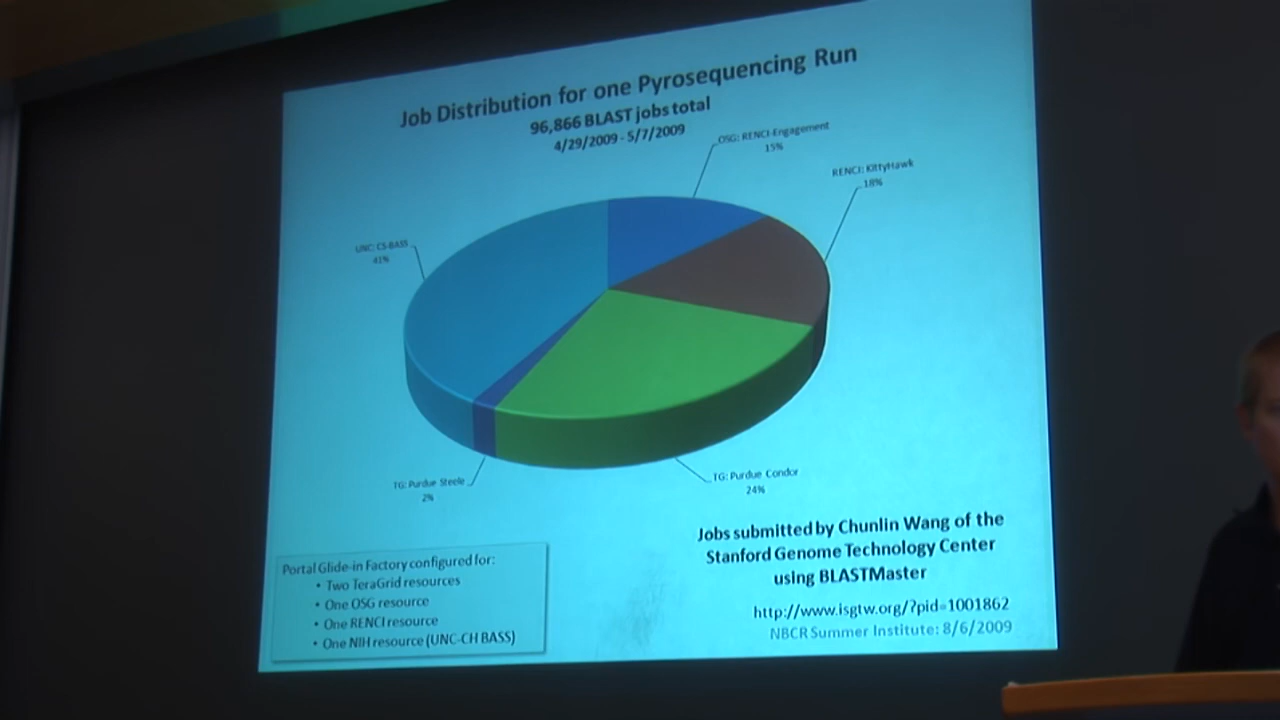 Job Distribution for one Pyrosequencing Run
96,866 BLAST jobs total
4/29/2009 - 5/7/2009
OSG: RENCI-Engagement
15%
RENCI: KittyHawk
18%
UNC: CS-BASS
41%
TG: Purdue Steele
2%
TG: Purdue Condor
24%
Portal Glide-in Factory configured for:
• Two TeraGrid resources
• One OSG resource
• One RENCI resource
• One NIH resource (UNC-CH BASS)
Jobs submitted by Chunlin Wang of the
Stanford Genome Technology Center
using BLASTMaster
http://www.isgtw.org/?pid=1001862
NBCR Summer Institute: 8/6/2009